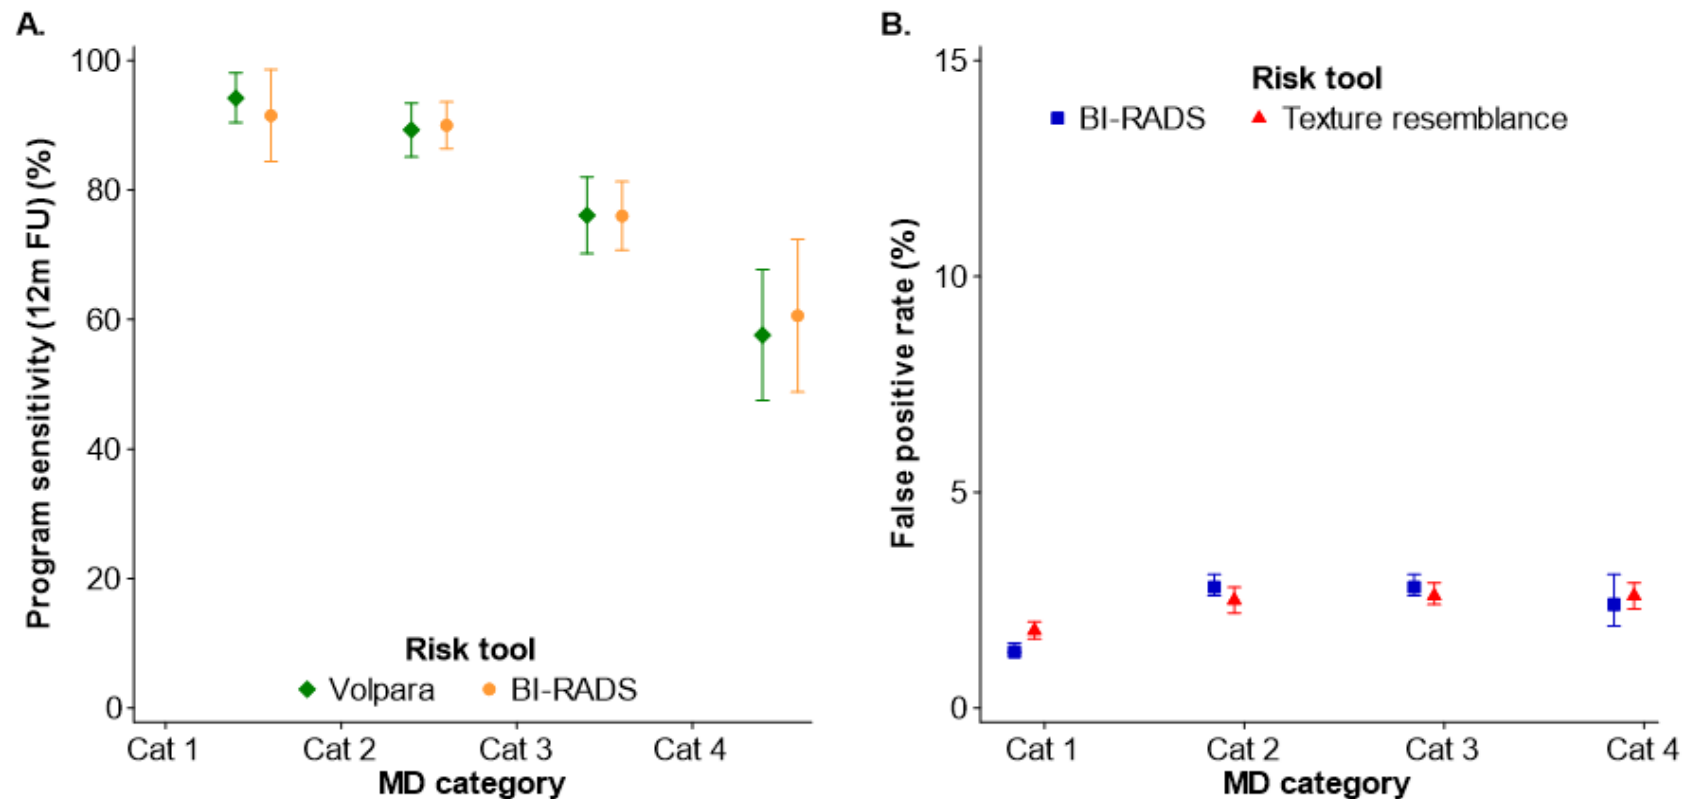 A.
Program sensitivity (12m FU) (%)
100
80
60
40
20
0
Risk tool
Volpara BI-RADS
Cat 1 Cat 2 Cat 3 Cat 4
MD category
B.
False positive rate (%)
15
10
5
0
Risk tool
BI-RADS Texture resemblance
Cat 1 Cat 2 Cat 3 Cat 4
MD category